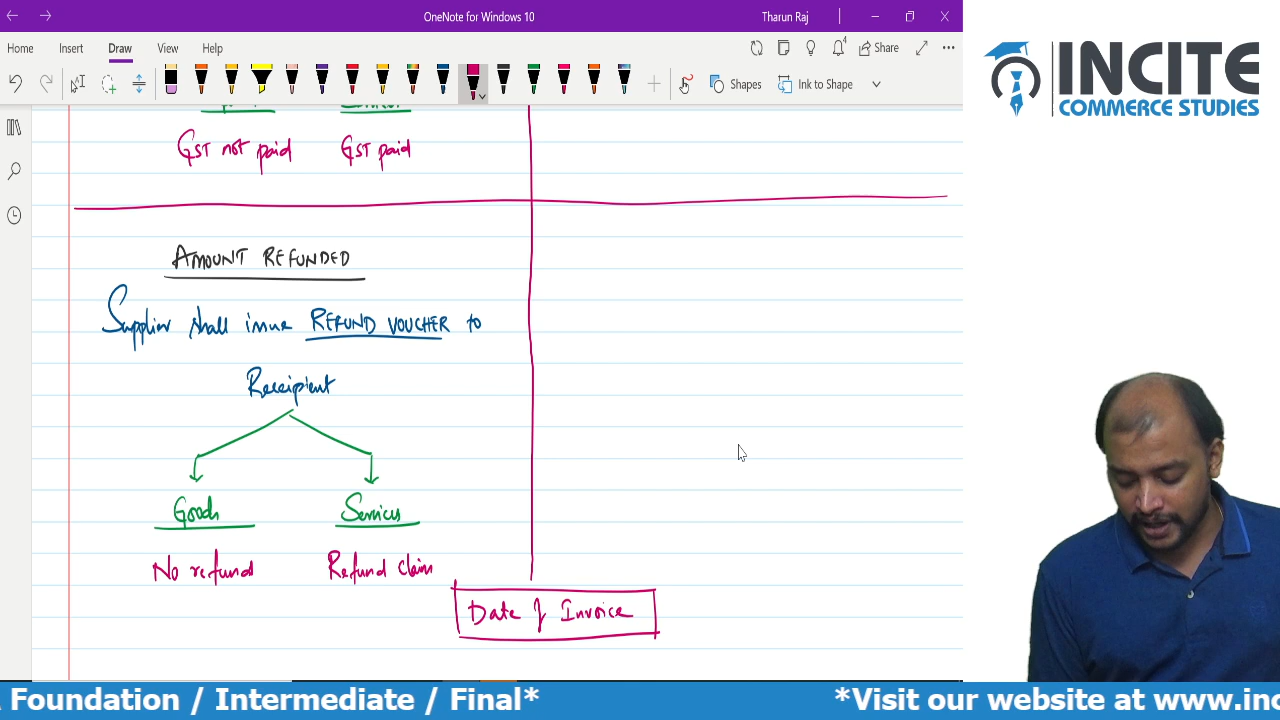 OneNote for Windows 10
Tharun Raj
Home Insert Draw View Help
4
Share
Shapes
Ink to Shape
INCITE
COMMERCE STUDIES
GST not paid GST paid
AMOUNT REFUNDED
Supplier shall issue REFUND VOUCHER to
Receipient
Goods Services
No refund Refund claim
Date of Invoice
Foundation / Intermediate / Final* *Visit our website at www.inc